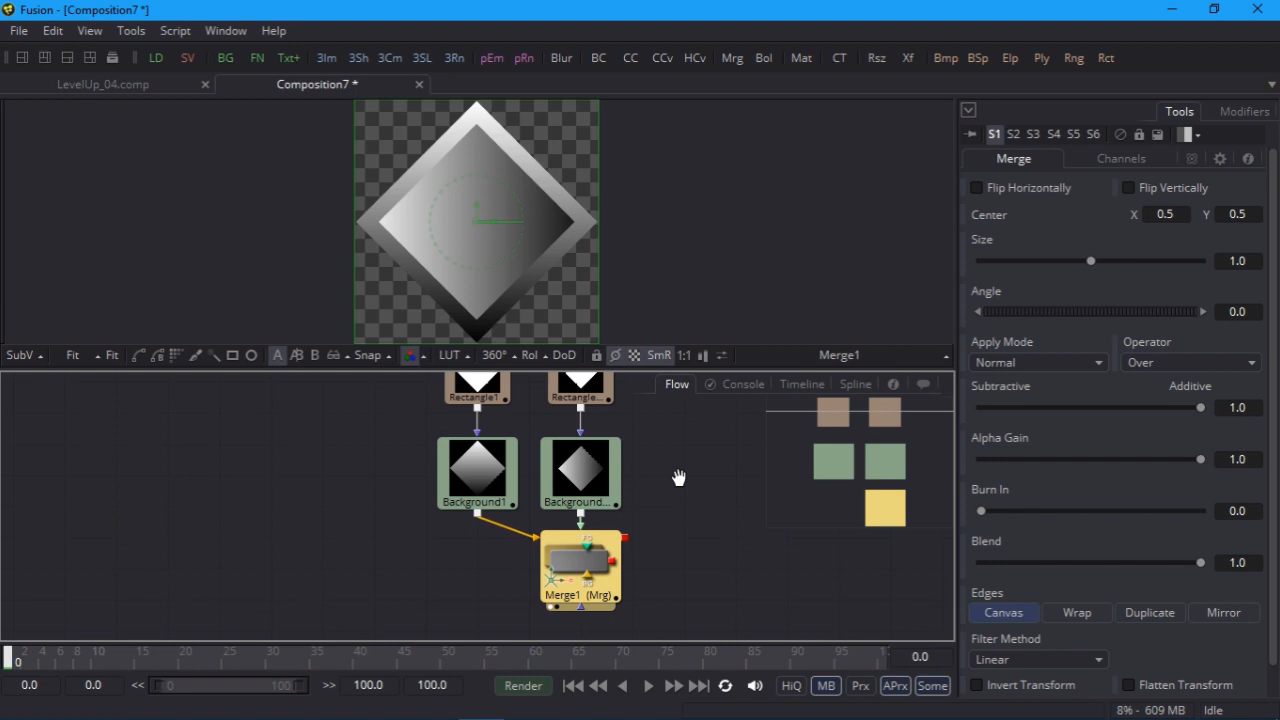 Fusion - [Composition7 *]
File Edit View Tools Script Window Help
LD SV BG FN Txt+ 3Im 3Sh 3Cm 3SL 3Rn pEm pRn Blur BC CC CCv HCv Mrg Bol Mat CT Rsz Xf Bmp BSp Elp Ply Rng Rct
LevelUp_04.comp Composition7 *
Tools Modifiers
S1 S2 S3 S4 S5 S6
Merge Channels
Flip Horizontally Flip Vertically
Center X 0.5 Y 0.5
Size
1.0
Angle
0.0
Apply Mode Operator
Normal Over
Subtractive Additive
1.0
Alpha Gain
1.0
Burn In
0.0
Blend
1.0
Edges
Canvas Wrap Duplicate Mirror
Filter Method
Linear
Invert Transform Flatten Transform
SubV Fit Fit A AB B Snap LUT 360° RoI DoD SmR 1:1 Merge1
Flow Console Timeline Spline
Rectangle1 Rectangle...
Background1 Background...
FG
BG
Merge1 (Mrg)
0 2 4 6 8 10 15 20 25 30 35 40 45 50 55 60 65 70 75 80 85 90 95 0.0
0.0 0.0 << 0 100 >> 100.0 100.0 Render HiQ MB Prx APrx Some
8% - 609 MB Idle